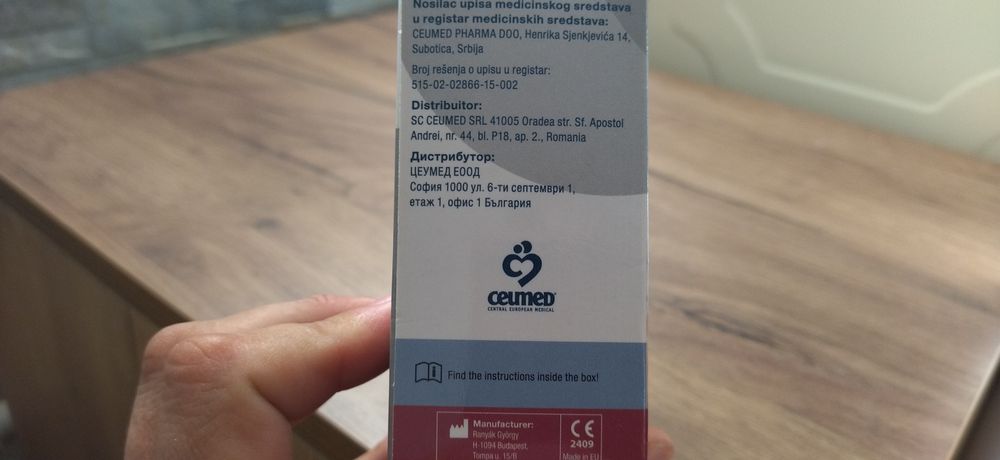 Nosilac upisa medicinskog sredstava
u registar medicinskih sredstava:
CEUMED PHARMA DOO, Henrika Sjenkjevića 14,
Subotica, Srbija
Broj rešenja o upisu u registar:
515-02-02866-15-002
Distribuitor:
SC CEUMED SRL 41005 Oradea str. Sf. Apostol
Andrei, nr. 44, bl. P18, ap. 2., Romania
Дистрибутор:
ЦЕУМЕД ЕООД
София 1000 ул. 6-ти септември 1,
етаж 1, офис 1 България
ceumed
CENTRAL EUROPEAN MEDICAL
Find the instructions inside the box!
Manufacturer:
Ranyák György
H-1094 Budapest,
Tompa u. 15/B
CE
2409
Made in EU